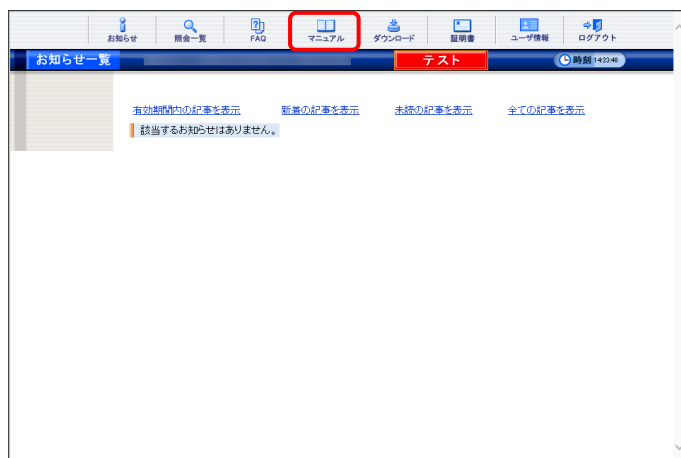 お知らせ 照会一覧 FAQ マニュアル ダウンロード 証明書 ユーザ情報 ログアウト
お知らせ一覧 テスト 時刻 14:23:48
有効期間内の記事を表示 新着の記事を表示 未読の記事を表示 全ての記事を表示
該当するお知らせはありません。